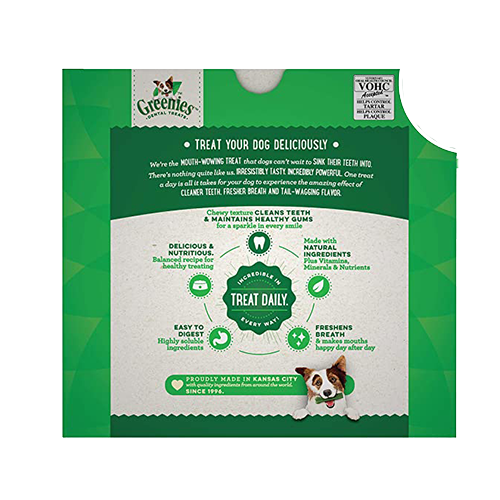 Greenies™
• DENTAL TREATS •
VOHC
Accepted™
HELPS CONTROL
TARTAR
HELPS CONTROL
PLAQUE
• TREAT YOUR DOG DELICIOUSLY •
We're the MOUTH-WOWING TREAT that dogs can't wait to SINK THEIR TEETH INTO.
There's nothing quite like us. IRRESISTIBLY TASTY. INCREDIBLY POWERFUL. One treat
a day is all it takes for your dog to experience the amazing effect of
CLEANER TEETH, FRESHER BREATH AND TAIL-WAGGING FLAVOR.
Chewy texture CLEANS TEETH
& MAINTAINS HEALTHY GUMS
for a sparkle in every smile
DELICIOUS &
NUTRITIOUS.
Balanced recipe for
healthy treating
Made with
NATURAL
INGREDIENTS
Plus Vitamins,
Minerals & Nutrients
INCREDIBLE IN
TREAT DAILY.
EVERY WAY!
EASY TO
DIGEST
Highly soluble
ingredients
FRESHENS
BREATH
& makes mouths
happy day after day
PROUDLY MADE IN KANSAS CITY
with quality ingredients from around the world.
SINCE 1996.